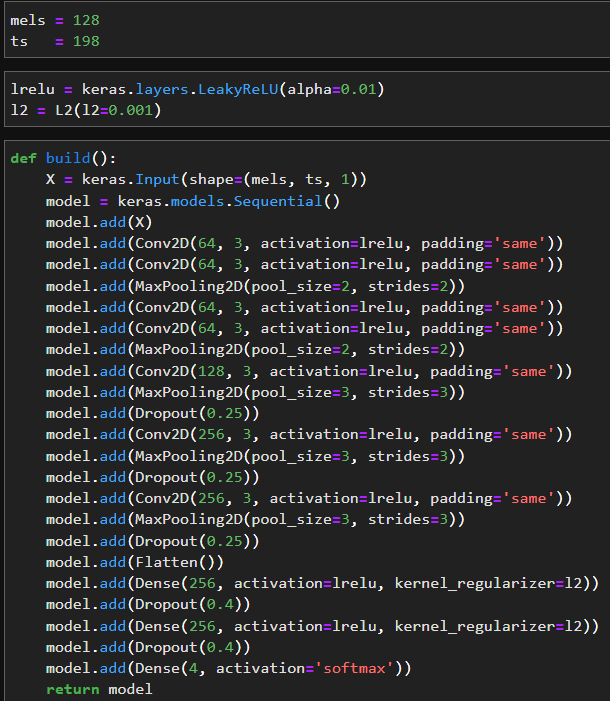 mels = 128
ts   = 198
lrelu = keras.layers.LeakyReLU(alpha=0.01)
l2 = L2(l2=0.001)
def build():
    X = keras.Input(shape=(mels, ts, 1))
    model = keras.models.Sequential()
    model.add(X)
    model.add(Conv2D(64, 3, activation=lrelu, padding='same'))
    model.add(Conv2D(64, 3, activation=lrelu, padding='same'))
    model.add(MaxPooling2D(pool_size=2, strides=2))
    model.add(Conv2D(64, 3, activation=lrelu, padding='same'))
    model.add(Conv2D(64, 3, activation=lrelu, padding='same'))
    model.add(MaxPooling2D(pool_size=2, strides=2))
    model.add(Conv2D(128, 3, activation=lrelu, padding='same'))
    model.add(MaxPooling2D(pool_size=3, strides=3))
    model.add(Dropout(0.25))
    model.add(Conv2D(256, 3, activation=lrelu, padding='same'))
    model.add(MaxPooling2D(pool_size=3, strides=3))
    model.add(Dropout(0.25))
    model.add(Conv2D(256, 3, activation=lrelu, padding='same'))
    model.add(MaxPooling2D(pool_size=3, strides=3))
    model.add(Dropout(0.25))
    model.add(Flatten())
    model.add(Dense(256, activation=lrelu, kernel_regularizer=l2))
    model.add(Dropout(0.4))
    model.add(Dense(256, activation=lrelu, kernel_regularizer=l2))
    model.add(Dropout(0.4))
    model.add(Dense(4, activation='softmax'))
    return model